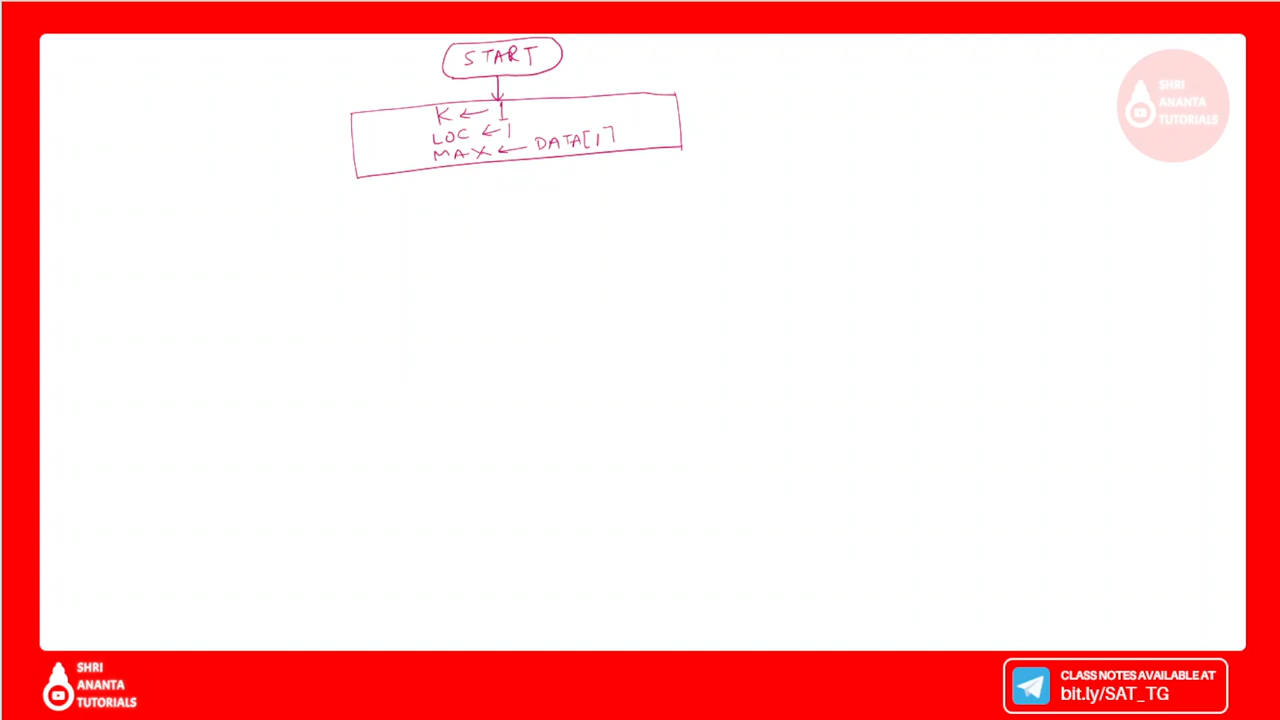 START
K ← 1
LOC ← 1
MAX ← DATA[1]
SHRI
ANANTA
TUTORIALS
SHRI
ANANTA
TUTORIALS
CLASS NOTES AVAILABLE AT
bit.ly/SAT_TG